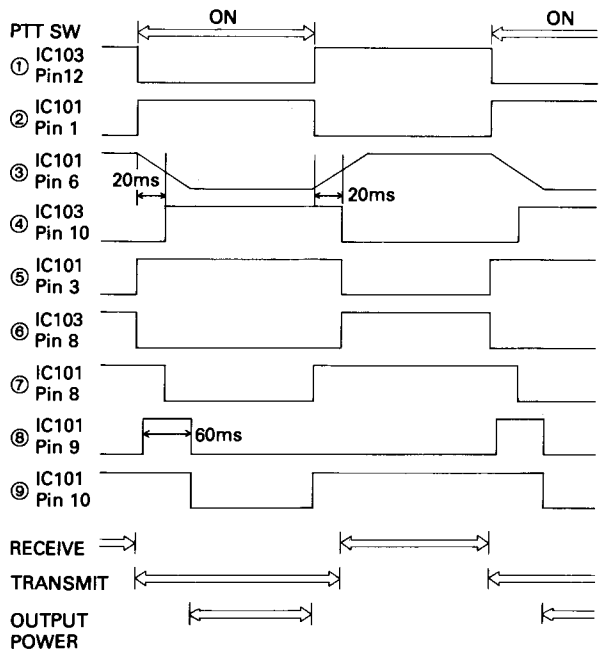 ON
ON
PTT SW
① IC103
Pin12
② IC101
Pin 1
③ IC101
Pin 6
20ms
20ms
④ IC103
Pin 10
⑤ IC101
Pin 3
⑥ IC103
Pin 8
⑦ IC101
Pin 8
⑧ IC101
Pin 9
60ms
⑨ IC101
Pin 10
RECEIVE
TRANSMIT
OUTPUT
POWER